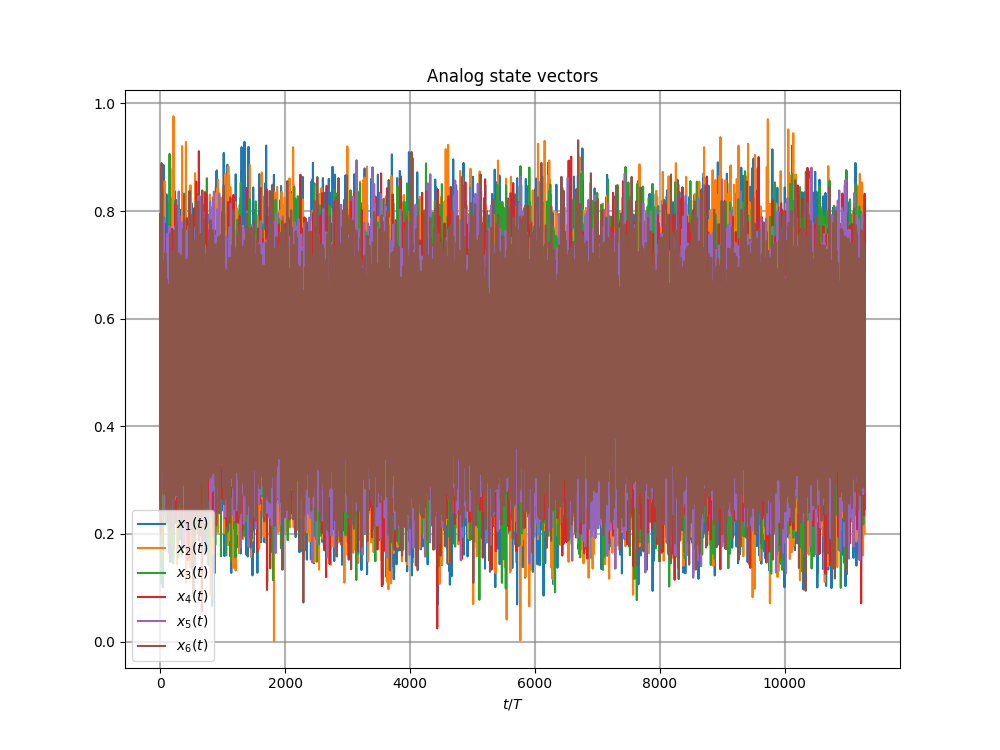 Analog state vectors
1.0
0.8
0.6
0.4
0.2
0.0
x₁(t)
x₂(t)
x₃(t)
x₄(t)
x₅(t)
x₆(t)
0 2000 4000 6000 8000 10000
t/T